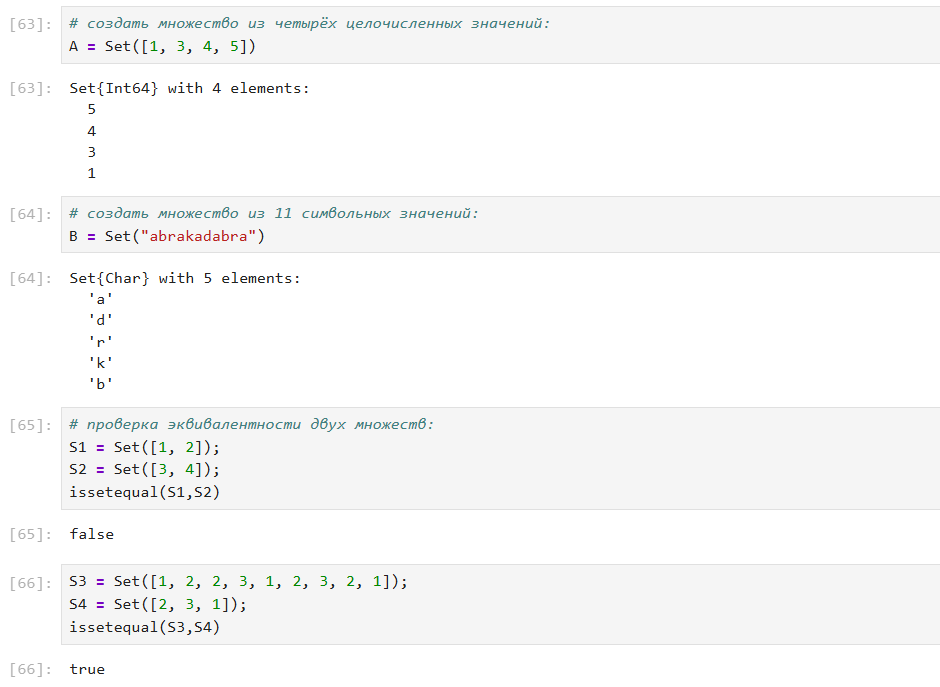 [63]: # создать множество из четырёх целочисленных значений:
A = Set([1, 3, 4, 5])
[63]: Set{Int64} with 4 elements:
5
4
3
1
[64]: # создать множество из 11 символьных значений:
B = Set("abrakadabra")
[64]: Set{Char} with 5 elements:
'a'
'd'
'r'
'k'
'b'
[65]: # проверка эквивалентности двух множеств:
S1 = Set([1, 2]);
S2 = Set([3, 4]);
issetequal(S1,S2)
[65]: false
[66]: S3 = Set([1, 2, 2, 3, 1, 2, 3, 2, 1]);
S4 = Set([2, 3, 1]);
issetequal(S3,S4)
[66]: true